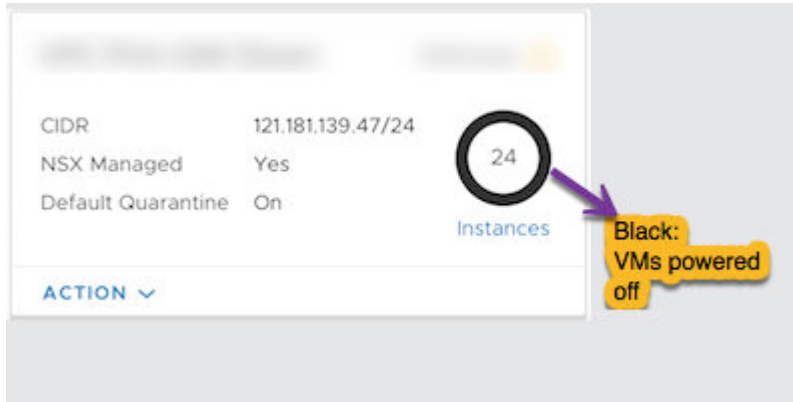 CIDR 121.181.139.47/24
NSX Managed Yes
Default Quarantine On
24
Instances
ACTION
Black:
VMs powered
off